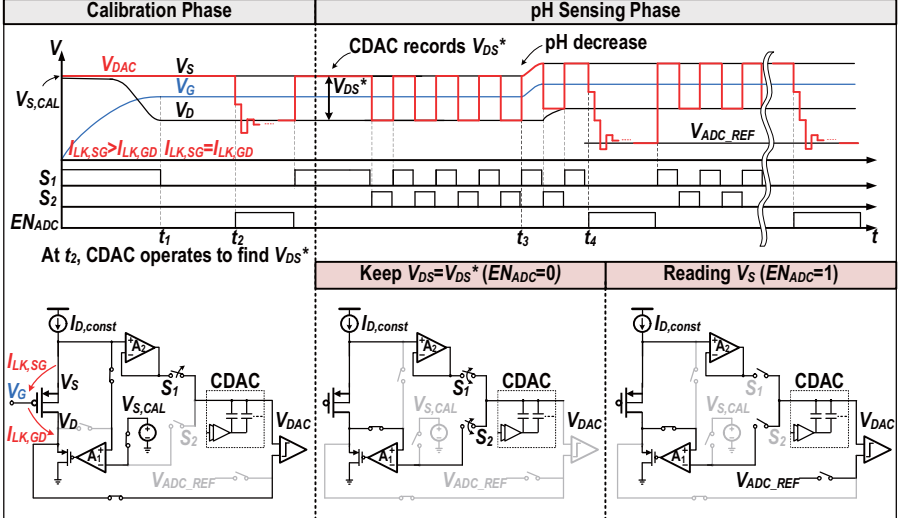 Calibration Phase
pH Sensing Phase
V
CDAC records VDS*
pH decrease
VDAC
VS
VG
VDS*
VS,CAL
VD
VADC_REF
ILK,SG>ILK,GD
ILK,SG=ILK,GD
S1
S2
ENADC
t1
t2
t3
t4
t
At t2, CDAC operates to find VDS*
Keep VDS=VDS* (ENADC=0)
Reading VS (ENADC=1)
ID,const
A2
ILK,SG
VS
S1
CDAC
VG
VS,CAL
VD
S2
VDAC
ILK,GD
A1
VADC_REF
ID,const
A2
S1
CDAC
VS,CAL
S2
VDAC
A1
VADC_REF
ID,const
A2
S1
CDAC
VS,CAL
S2
VDAC
A1
VADC_REF